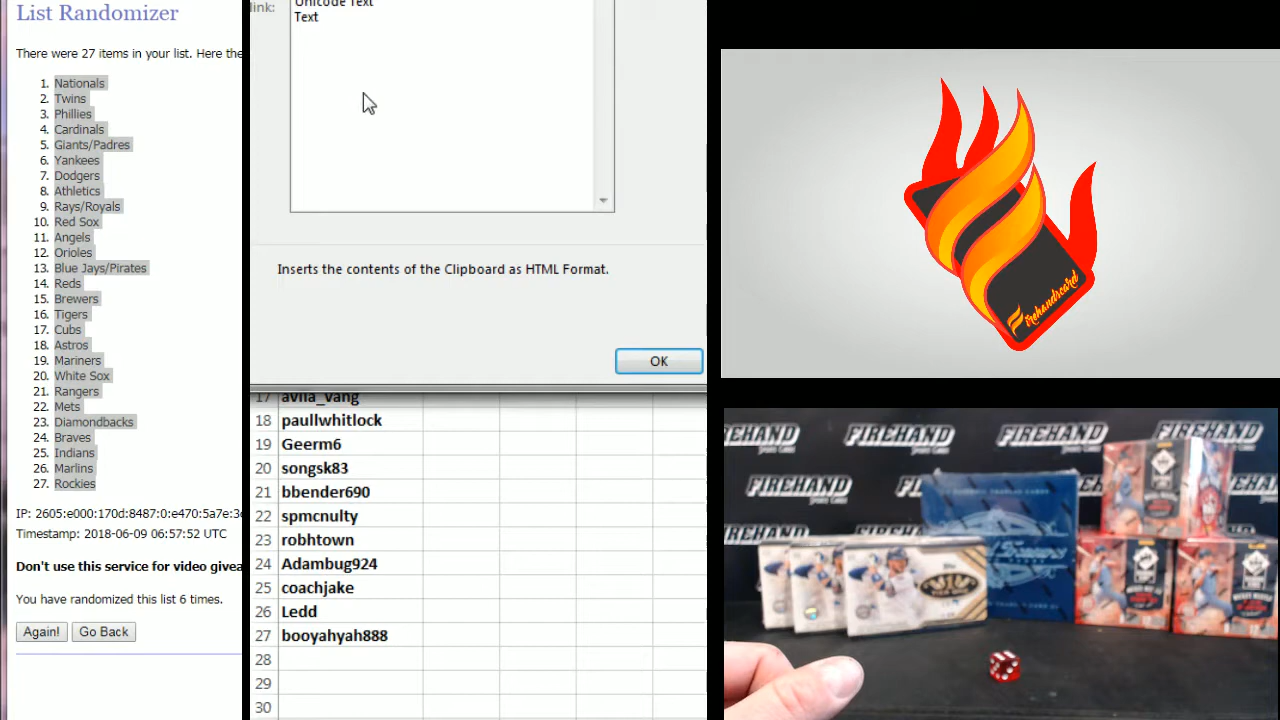 List Randomizer
There were 27 items in your list. Here the
1. Nationals
2. Twins
3. Phillies
4. Cardinals
5. Giants/Padres
6. Yankees
7. Dodgers
8. Athletics
9. Rays/Royals
10. Red Sox
11. Angels
12. Orioles
13. Blue Jays/Pirates
14. Reds
15. Brewers
16. Tigers
17. Cubs
18. Astros
19. Mariners
20. White Sox
21. Rangers
22. Mets
23. Diamondbacks
24. Braves
25. Indians
26. Marlins
27. Rockies
IP: 2605:e000:170d:8487:0:e470:5a7e:3
Timestamp: 2018-06-09 06:57:52 UTC
Don't use this service for video givea
You have randomized this list 6 times.
Again! Go Back
link:
Unicode Text
Text
Inserts the contents of the Clipboard as HTML Format.
OK
17 avila_vang
18 paullwhitlock
19 Geerm6
20 songsk83
21 bbender690
22 spmcnulty
23 robhtown
24 Adambug924
25 coachjake
26 Ledd
27 booyahyah888
28
29
30
Firehandscard
FIREHAND FIREHAND FIREHAND FIREHAND
FIREHAND